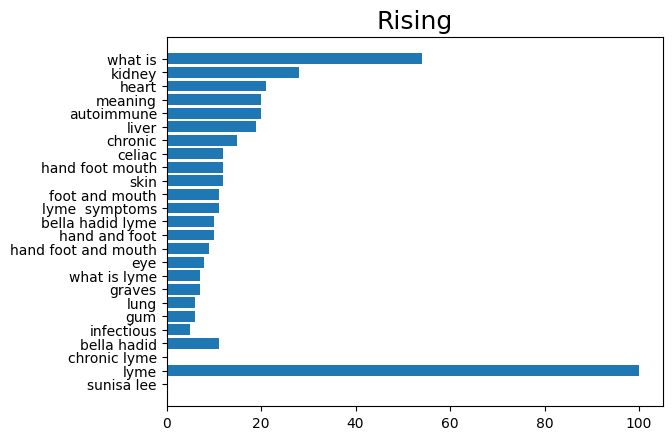 Rising
what is
kidney
heart
meaning
autoimmune
liver
chronic
celiac
hand foot mouth
skin
foot and mouth
lyme  symptoms
bella hadid lyme
hand and foot
hand foot and mouth
eye
what is lyme
graves
lung
gum
infectious
bella hadid
chronic lyme
lyme
sunisa lee
0 20 40 60 80 100